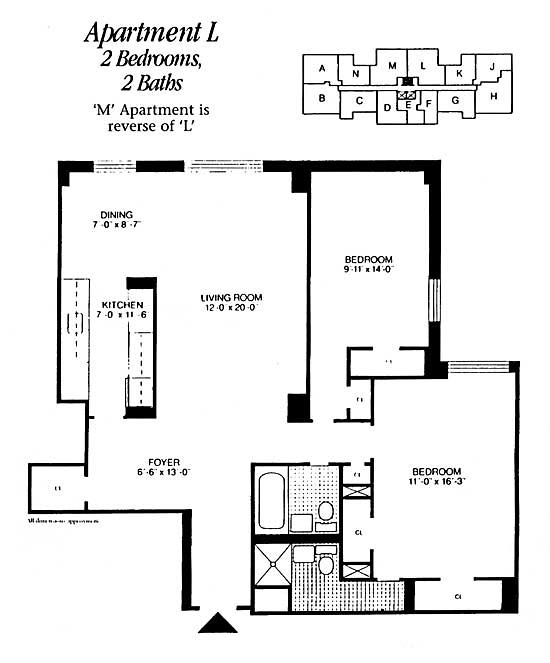 Apartment L
2 Bedrooms,
2 Baths
'M' Apartment is
reverse of 'L'
A
N
M
L
K
J
B
C
D
E
F
G
H
DINING
7'-0" x 8'-7"
KITCHEN
7'-0" x 11'-6"
LIVING ROOM
12'-0" x 20'-0"
BEDROOM
9'-11" x 14'-0"
CL
CL
FOYER
6'-6" x 13'-0"
CL
CL
BEDROOM
11'-0" x 16'-3"
CL
CL
All dimensions approximate